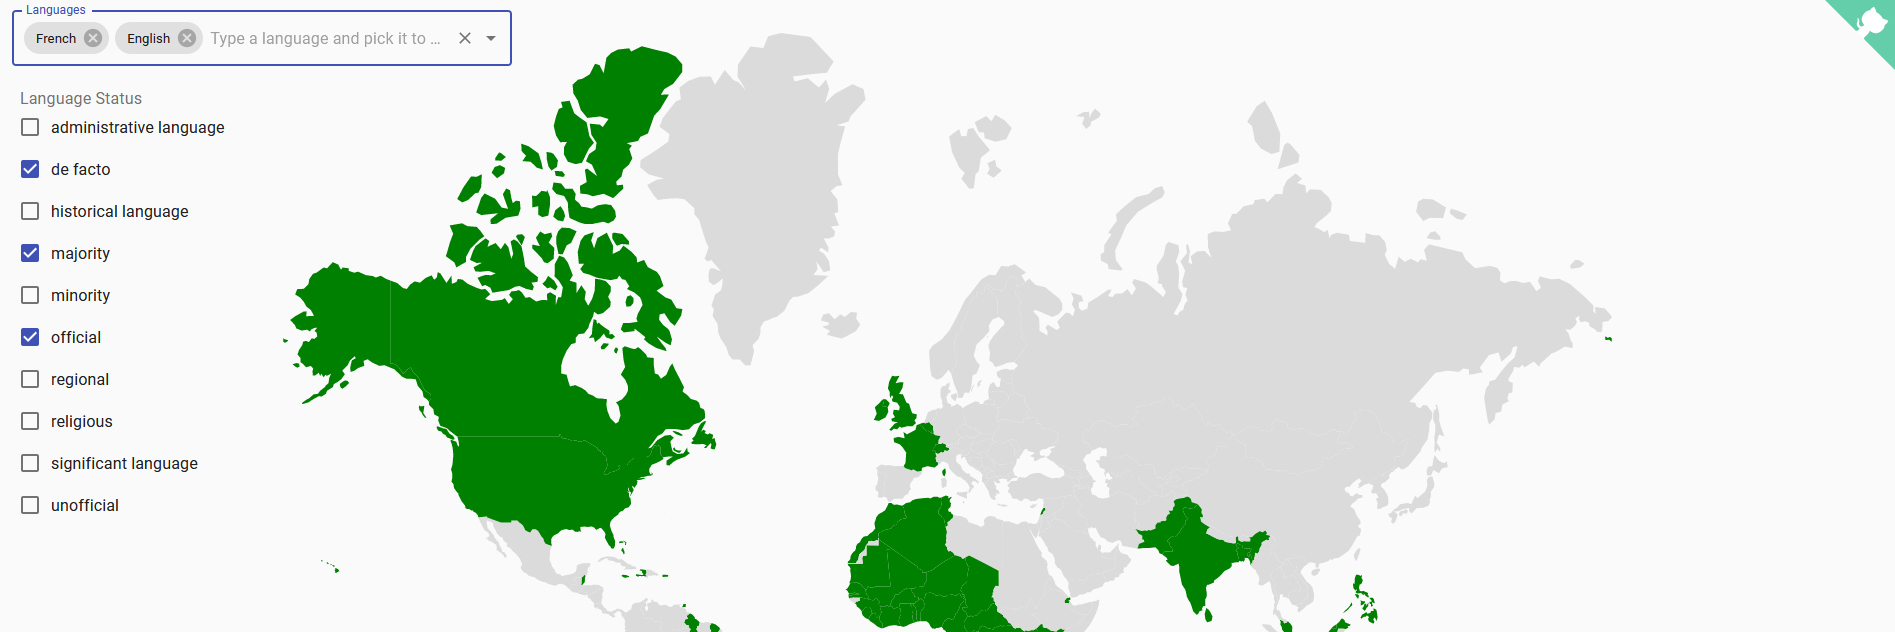 Languages
French English Type a language and pick it to ...
Language Status
administrative language
de facto
historical language
majority
minority
official
regional
religious
significant language
unofficial